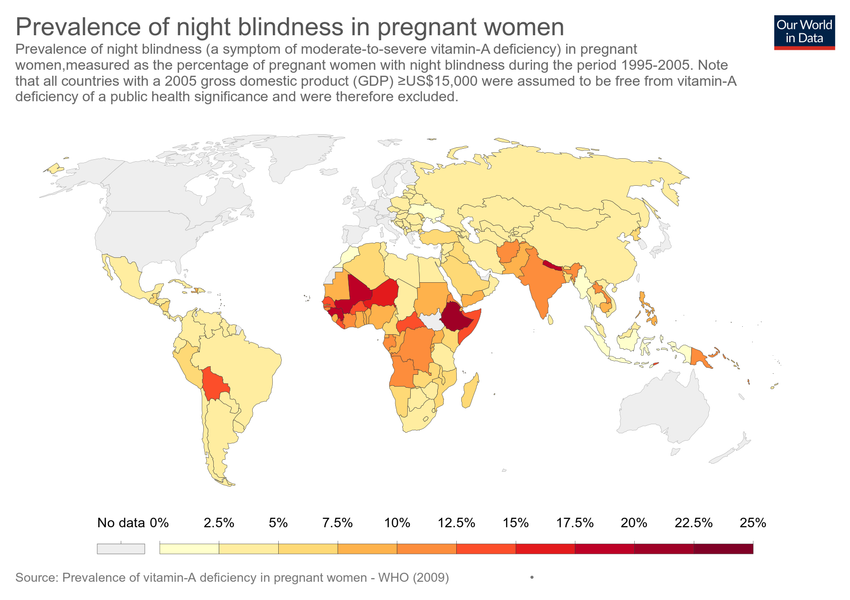 Prevalence of night blindness in pregnant women
Our World
in Data
Prevalence of night blindness (a symptom of moderate-to-severe vitamin-A deficiency) in pregnant
women,measured as the percentage of pregnant women with night blindness during the period 1995-2005. Note
that all countries with a 2005 gross domestic product (GDP) ≥US$15,000 were assumed to be free from vitamin-A
deficiency of a public health significance and were therefore excluded.
No data 0% 2.5% 5% 7.5% 10% 12.5% 15% 17.5% 20% 22.5% 25%
Source: Prevalence of vitamin-A deficiency in pregnant women - WHO (2009) •